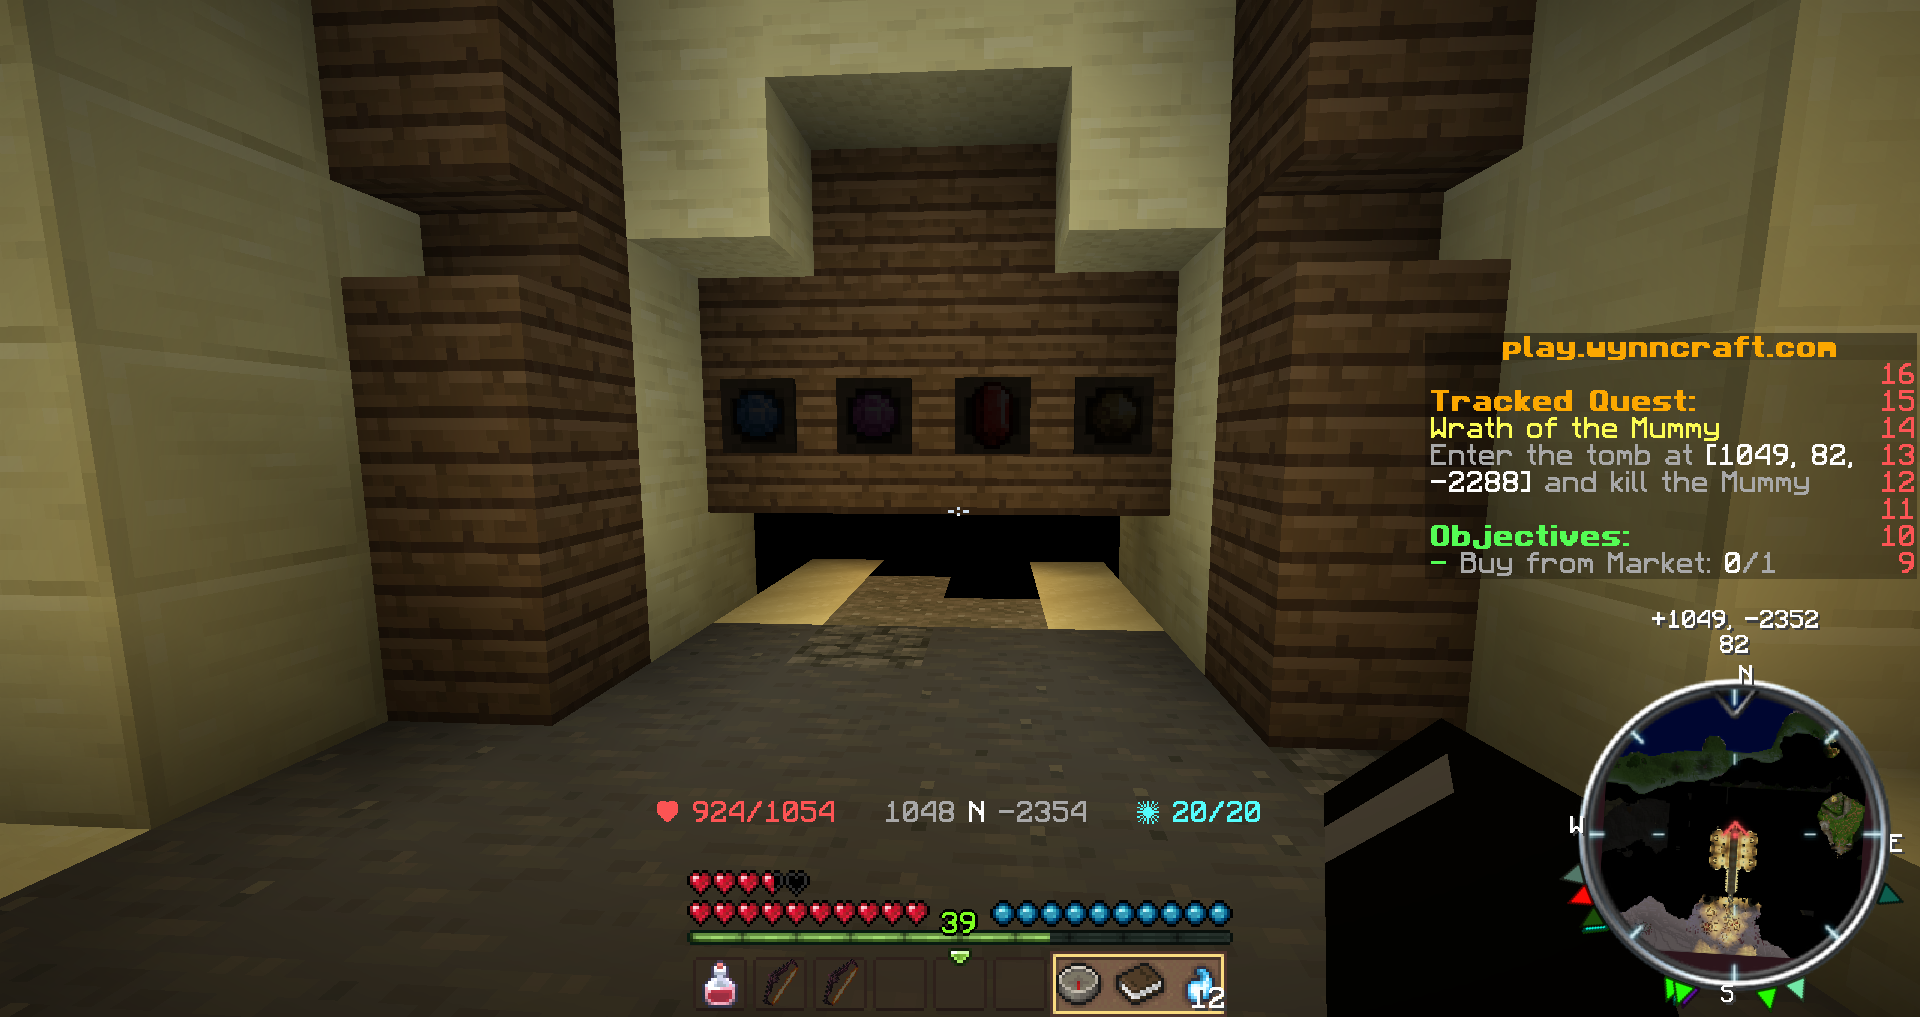 play.wynncraft.com
16
Tracked Quest: 15
Wrath of the Mummy 14
Enter the tomb at [1049, 82, 13
-2288] and kill the Mummy 12
11
Objectives: 10
- Buy from Market: 0/1 9
+1049, -2352
82
N
W
E
S
924/1054 1048 N -2354 20/20
39
12